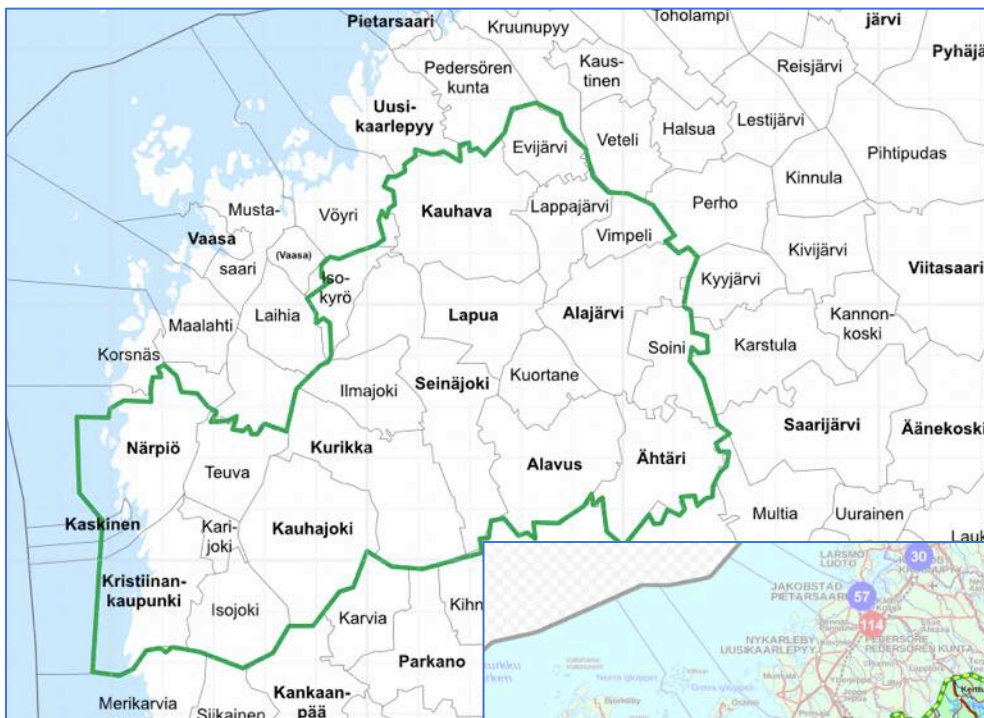 Pietarsaari
Kruunupyy
Toholampi
järvi
Pyhäjä
Reisjärvi
Pedersören
kunta
Kaus-
tinen
Uusi-
kaarlepyy
Evijärvi
Veteli
Halsua
Lestijärvi
Pihtipudas
Kinnula
Musta-
saari
Vöyri
Kauhava
Lappajärvi
Perho
Vaasa
(Vaasa)
Vimpeli
Kivijärvi
Viitasaari
Iso-
kyrö
Kyyjärvi
Maalahti
Laihia
Lapua
Alajärvi
Kannon-
koski
Korsnäs
Soini
Karstula
Ilmajoki
Seinäjoki
Kuortane
Saarijärvi
Äänekoski
Närpiö
Teuva
Kurikka
Alavus
Ähtäri
Kaskinen
Kari-
joki
Kauhajoki
Multia
Uurainen
Lauk
Kristiinan-
kaupunki
Isojoki
Karvia
Kihn
Parkano
Merikarvia
Siikainen
Kankaan-
pää
LARSMO
LUOTO
30
JAKOBSTAD
PIETARSAARI
57
114
NYKARLEBY
UUSIKAARLEPYY
PEDERSÖRE
PEDERSÖREN KUNTA